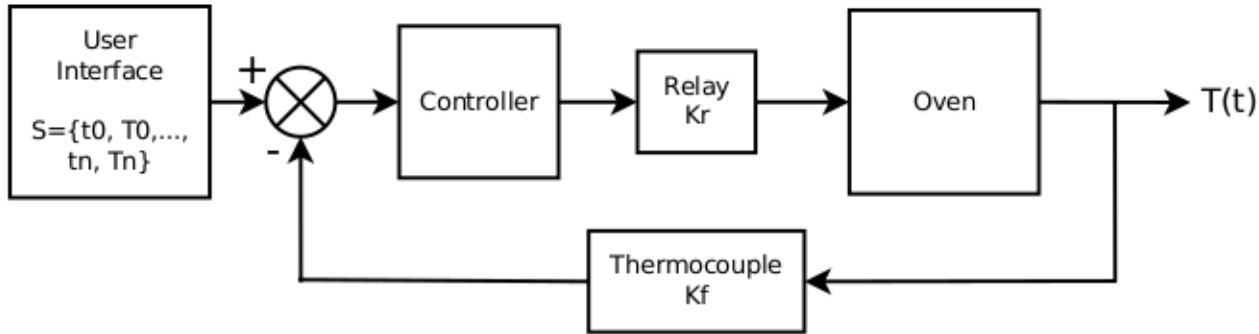 User
Interface
S={t0, T0,...,
tn, Tn}
+
-
Controller
Relay
Kr
Oven
T(t)
Thermocouple
Kf